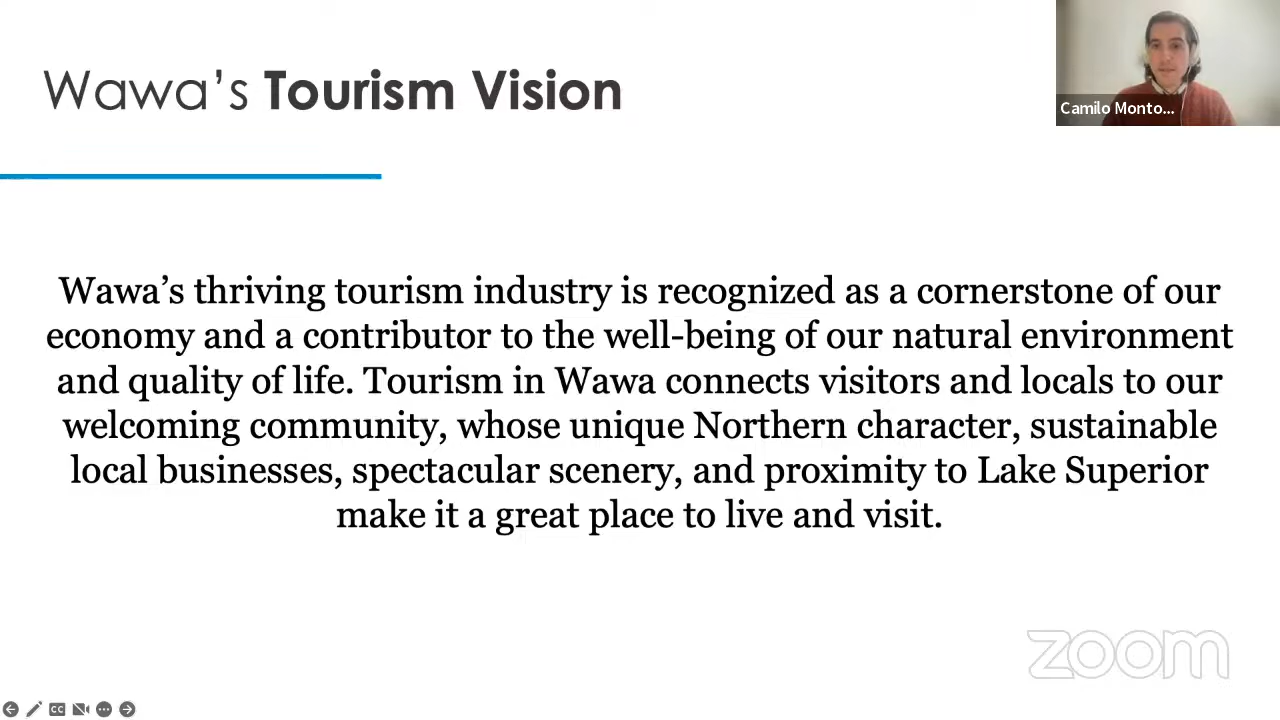 Wawa’s Tourism Vision
Camilo Monto...
Wawa’s thriving tourism industry is recognized as a cornerstone of our
economy and a contributor to the well-being of our natural environment
and quality of life. Tourism in Wawa connects visitors and locals to our
welcoming community, whose unique Northern character, sustainable
local businesses, spectacular scenery, and proximity to Lake Superior
make it a great place to live and visit.
zoom
CC